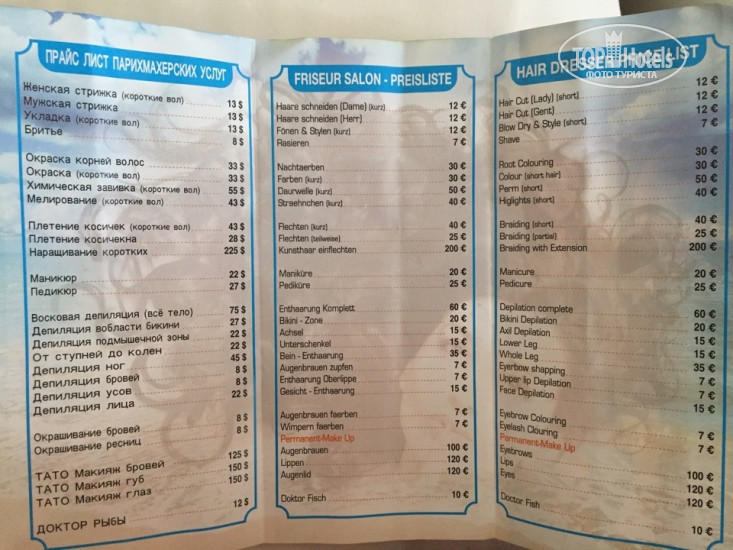 ПРАЙС ЛИСТ ПАРИХМАХЕРСКИХ УСЛУГ
Женская стрижка (короткие вол) 13 $
Мужская стрижка 13 $
Укладка (короткие вол) 13 $
Бритье 8 $
Окраска корней волос 33 $
Окраска (короткие вол) 33 $
Химическая завивка (короткие вол) 55 $
Мелирование (короткие вол) 43 $
Плетение косичек (короткие вол) 43 $
Плетение косичекна 28 $
Наращивание коротких 225 $
Маникюр 22 $
Педикюр 27 $
Восковая депиляция (всё тело) 75 $
Депиляция вобласти бикини 27 $
Депиляция подмышечной зоны 22 $
От ступней до колен 22 $
Депиляция ног 45 $
Депиляция бровей 8 $
Депиляция усов 8 $
Депиляция лица 22 $
Окрашивание бровей 8 $
Окрашивание ресниц 8 $
ТАТО Макияж бровей 125 $
ТАТО Макияж губ 150 $
ТАТО Макияж глаз 150 $
ДОКТОР РЫБЫ 12 $
FRISEUR SALON - PREISLISTE
Haare schneiden (Dame) (kurz) 12 €
Haare schneiden (Herr) 12 €
Fönen & Stylen (kurz) 12 €
Rasieren 7 €
Nachtaerben 30 €
Farben (kurz) 30 €
Daurwelle (kurz) 50 €
Straehnchen (kurz) 40 €
Flechten (kurz) 40 €
Flechten (teilweise) 25 €
Kunsthaar einflechten 200 €
Maniküre 20 €
Pediküre 25 €
Enthaarung Komplett 60 €
Bikini - Zone 20 €
Achsel 15 €
Unterschenkel 15 €
Bein - Enthaarung 35 €
Augenbrauen zupfen 7 €
Enthaarung Oberlippe 7 €
Gesicht - Enthaarung 15 €
Augenbrauen faerben 7 €
Wimpern faerben 7 €
Permanent-Make Up
Augenbrauen 100 €
Lippen 120 €
Augenlid 120 €
Doktor Fisch 10 €
HAIR DRE
LIST
Hair Cut (Lady) (short) 12 €
Hair Cut (Gent) 12 €
Blow Dry & Style (short) 12 €
Shave 7 €
Root Colouring 30 €
Colour (short hair) 30 €
Perm (short) 50 €
Higlights (short) 40 €
Braiding (short) 40 €
Braiding (partial) 25 €
Braiding with Extension 200 €
Manicure 20 €
Pedicure 25 €
Depilation complete 60 €
Bikini Depilation 20 €
Axil Depilation 15 €
Lower Leg 15 €
Whole Leg 35 €
Eyerbow shapping 7 €
Upper lip Depilation 7 €
Face Depilation 15 €
Eyebrow Colouring 7 €
Eyelash Clouring 7 €
Permanent-Make Up
Eyebrows 100 €
Lips 120 €
Eyes 120 €
Doctor Fish 10 €
TOP Hotels
ФОТО ТУРИСТА